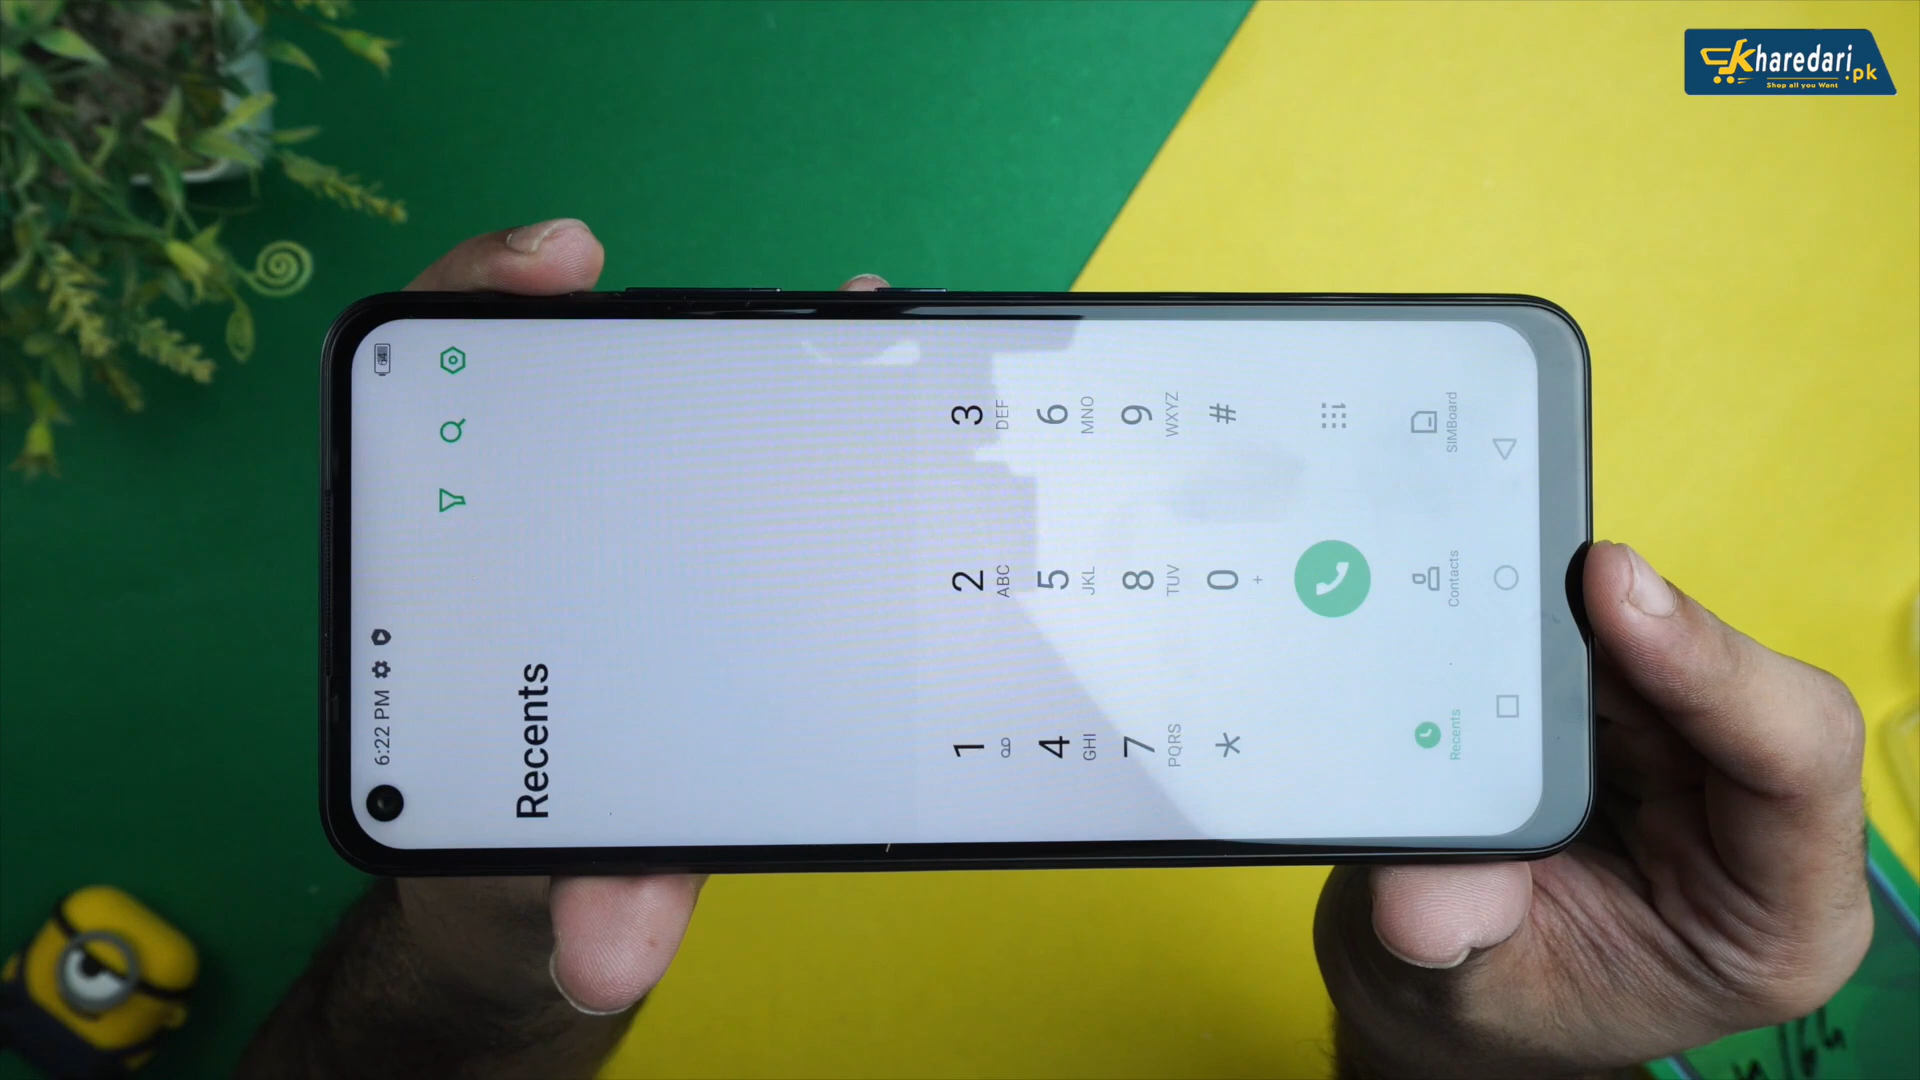 kharedari.pk
Shop all you Want
6:22 PM
64
Recents
1
2
ABC
3
DEF
4
GHI
5
JKL
6
MNO
7
PQRS
8
TUV
9
WXYZ
*
0
+
#
Recents
Contacts
SIMBoard